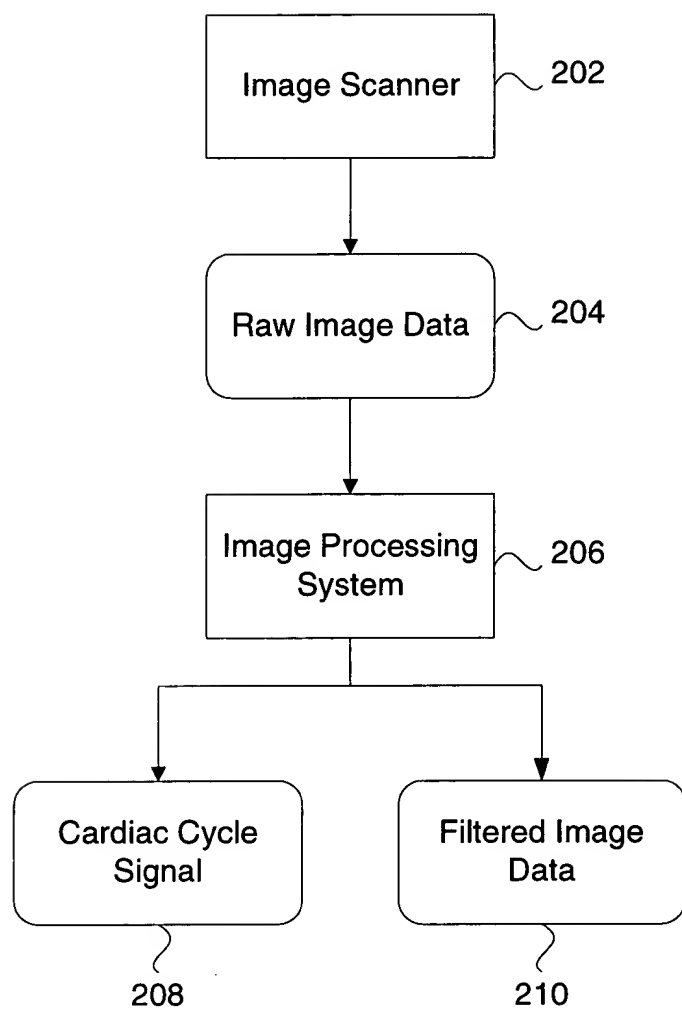 Image Scanner
202
Raw Image Data
204
Image Processing
System
206
Cardiac Cycle
Signal
Filtered Image
Data
208
210